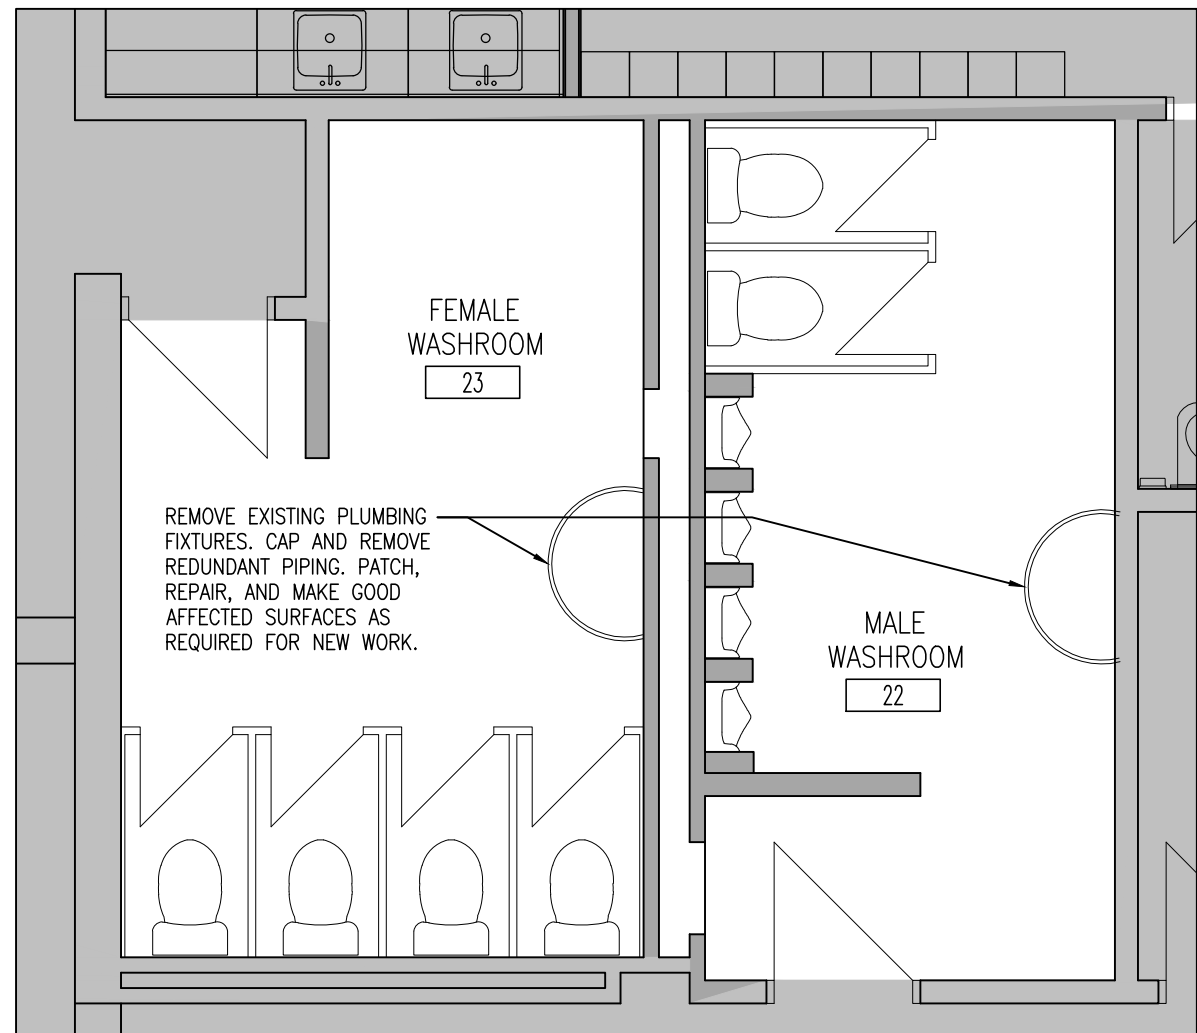 FEMALE
WASHROOM
23
REMOVE EXISTING PLUMBING
FIXTURES. CAP AND REMOVE
REDUNDANT PIPING. PATCH,
REPAIR, AND MAKE GOOD
AFFECTED SURFACES AS
REQUIRED FOR NEW WORK.
MALE
WASHROOM
22